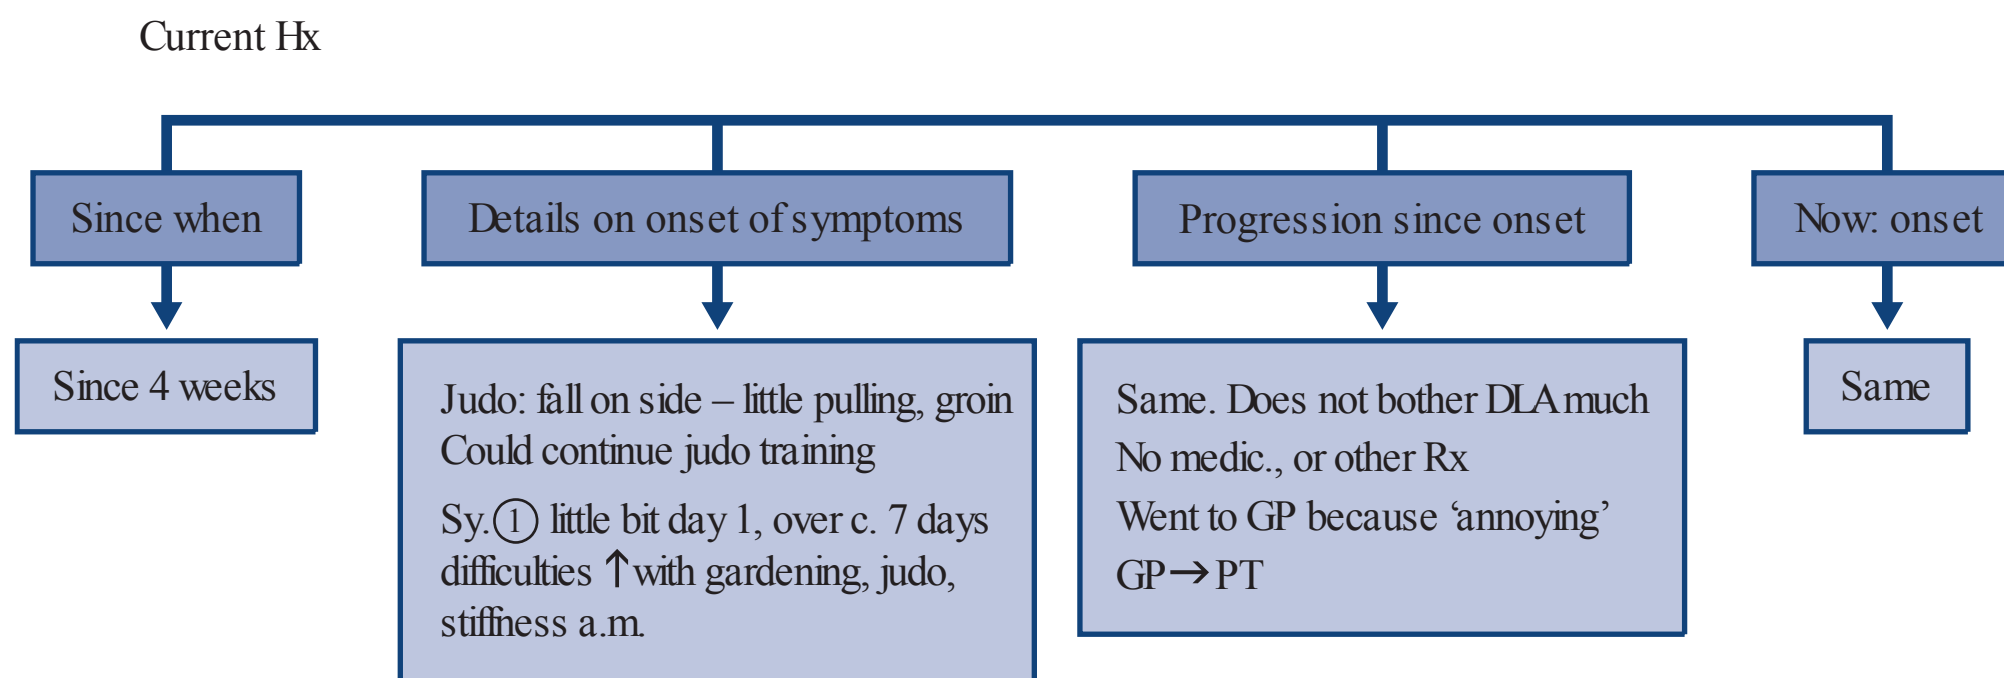 Current Hx
Since when
Details on onset of symptoms
Progression since onset
Now: onset
Since 4 weeks
Judo: fall on side – little pulling, groin
Could continue judo training
Sy. ① little bit day 1, over c. 7 days
difficulties ↑ with gardening, judo,
stiffness a.m.
Same. Does not bother DLA much
No medic., or other Rx
Went to GP because ‘annoying’
GP → PT
Same